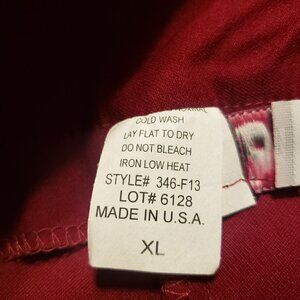 NORMAL
COLD WASH
LAY FLAT TO DRY
DO NOT BLEACH
IRON LOW HEAT
STYLE# 346-F13
LOT# 6128
MADE IN U.S.A.
XL